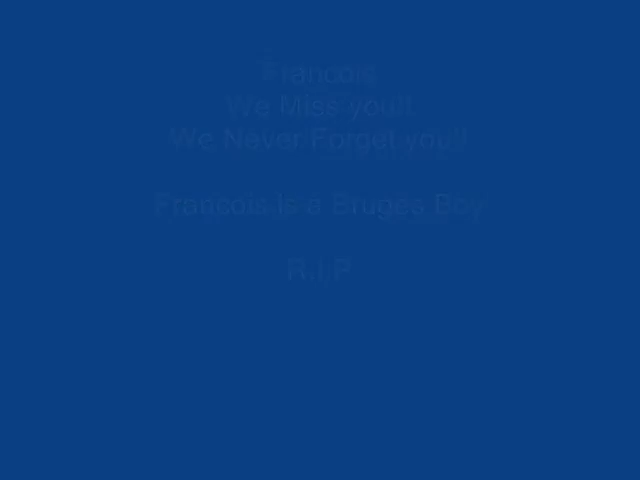 Francois
We Miss you!!
We Never Forget you!!
Francois Is a Bruges Boy
R.I.P